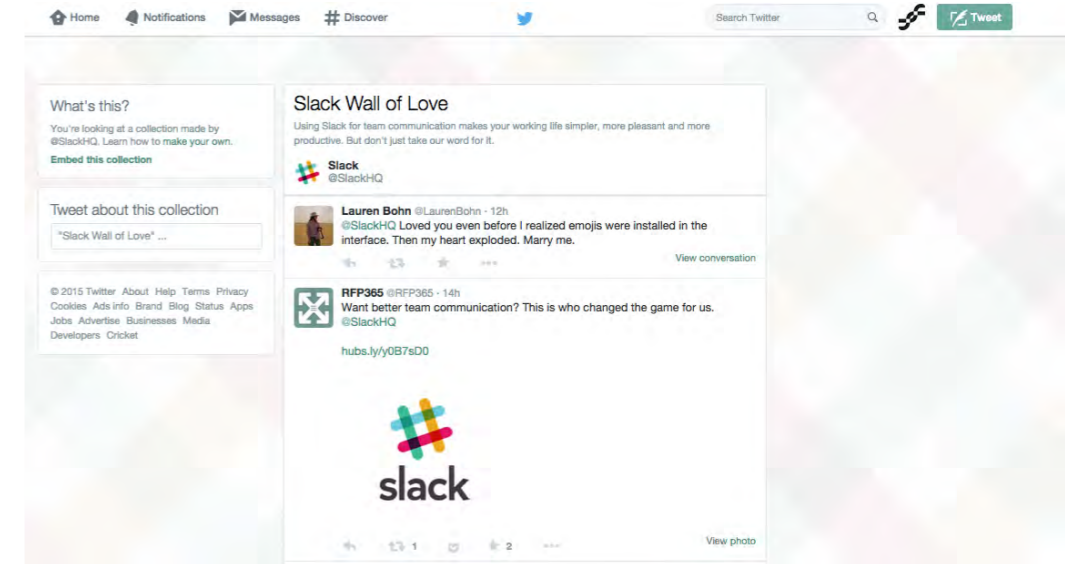 Home Notifications Messages Discover Search Twitter Tweet
What's this?
You're looking at a collection made by
@SlackHQ. Learn how to make your own.
Embed this collection
Tweet about this collection
"Slack Wall of Love" ...
© 2015 Twitter About Help Terms Privacy
Cookies Ads info Brand Blog Status Apps
Jobs Advertise Businesses Media
Developers Cricket
Slack Wall of Love
Using Slack for team communication makes your working life simpler, more pleasant and more
productive. But don't just take our word for it.
Slack
@SlackHQ
Lauren Bohn @LaurenBohn · 12h
@SlackHQ Loved you even before I realized emojis were installed in the
interface. Then my heart exploded. Marry me.
View conversation
RFP365 @RFP365 · 14h
Want better team communication? This is who changed the game for us.
@SlackHQ
hubs.ly/y0B7sD0
slack
1 2 View photo